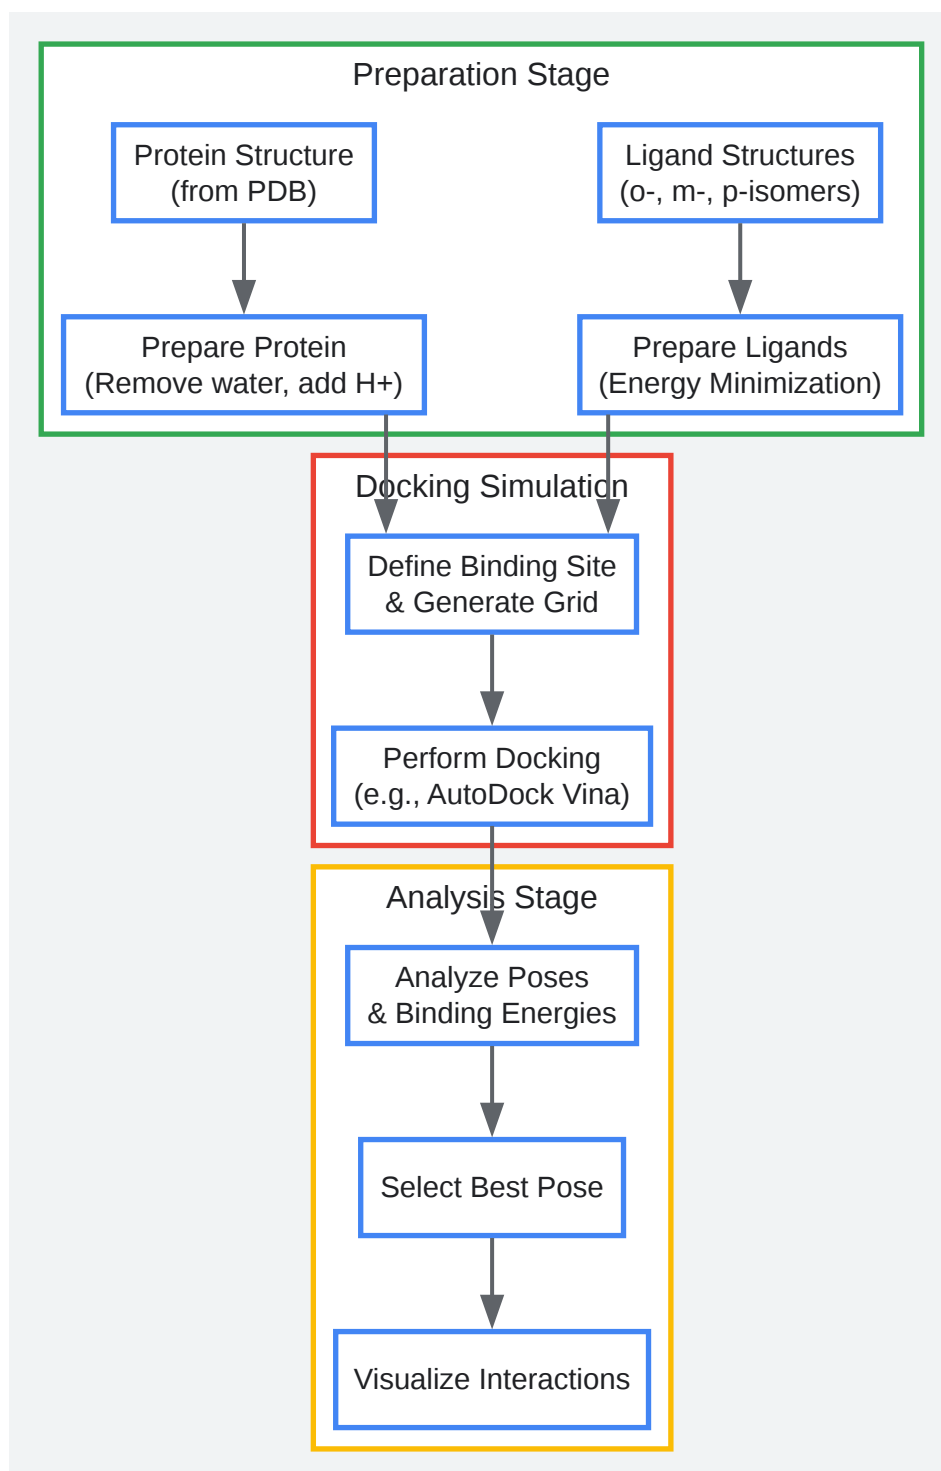 Preparation Stage
Protein Structure
(from PDB)
Ligand Structures
(o-, m-, p-isomers)
Prepare Protein
(Remove water, add H+)
Prepare Ligands
(Energy Minimization)
Docking Simulation
Define Binding Site
& Generate Grid
Perform Docking
(e.g., AutoDock Vina)
Analysis Stage
Analyze Poses
& Binding Energies
Select Best Pose
Visualize Interactions